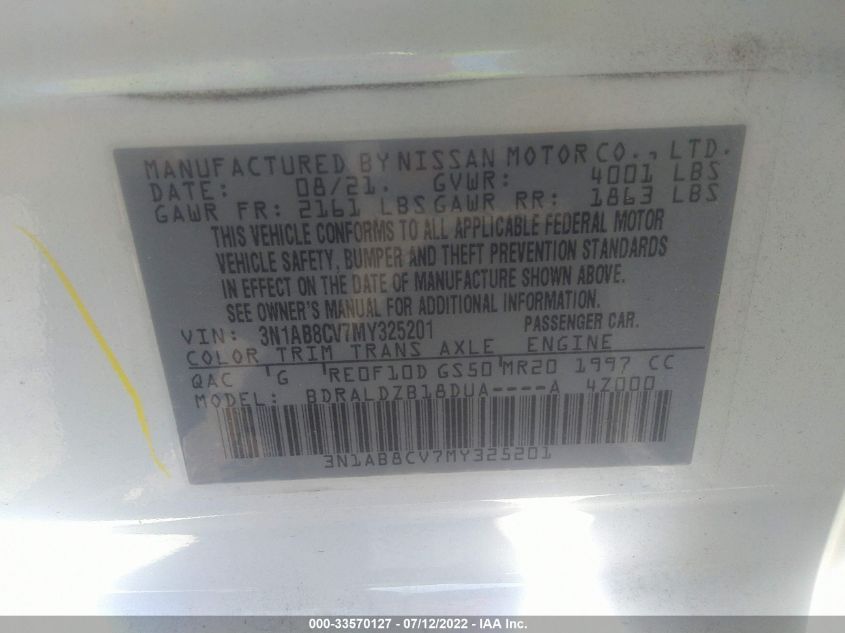 MANUFACTURED BY NISSAN MOTOR CO., LTD.
DATE: 08/21. GVWR: 4001 LBS
GAWR FR: 2161 LBS GAWR RR: 1863 LBS
THIS VEHICLE CONFORMS TO ALL APPLICABLE FEDERAL MOTOR
VEHICLE SAFETY, BUMPER AND THEFT PREVENTION STANDARDS
IN EFFECT ON THE DATE OF MANUFACTURE SHOWN ABOVE.
SEE OWNER'S MANUAL FOR ADDITIONAL INFORMATION.
VIN: 3N1AB8CV7MY325201 PASSENGER CAR.
COLOR TRIM TRANS AXLE ENGINE
QAC G RE0F10D GS50 MR20 1997 CC
MODEL: BDRALDZB18DUA----A 4Z000
3N1AB8CV7MY325201
000-33570127 - 07/12/2022 - IAA Inc.